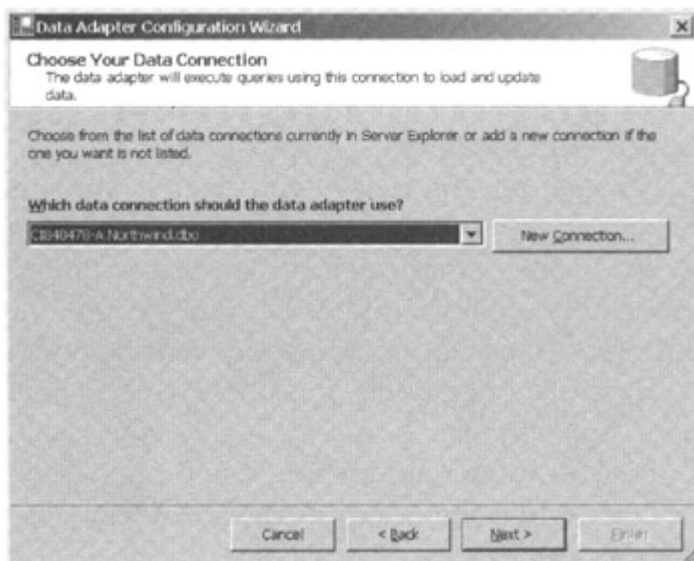 Data Adapter Configuration Wizard
Choose Your Data Connection
The data adapter will execute queries using this connection to load and update
data.
Choose from the list of data connections currently in Server Explorer or add a new connection if the
one you want is not listed.
Which data connection should the data adapter use?
CI848478-A.Northwind.dbo
New Connection...
Cancel
< Back
Next >
Finish